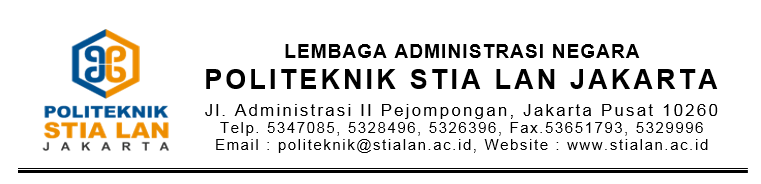 POLITEKNIK
STIA LAN
JAKARTA
LEMBAGA ADMINISTRASI NEGARA
POLITEKNIK STIA LAN JAKARTA
Jl. Administrasi II Pejompongan, Jakarta Pusat 10260
Telp. 5347085, 5328496, 5326396, Fax.53651793, 5329996
Email : politeknik@stialan.ac.id, Website : www.stialan.ac.id